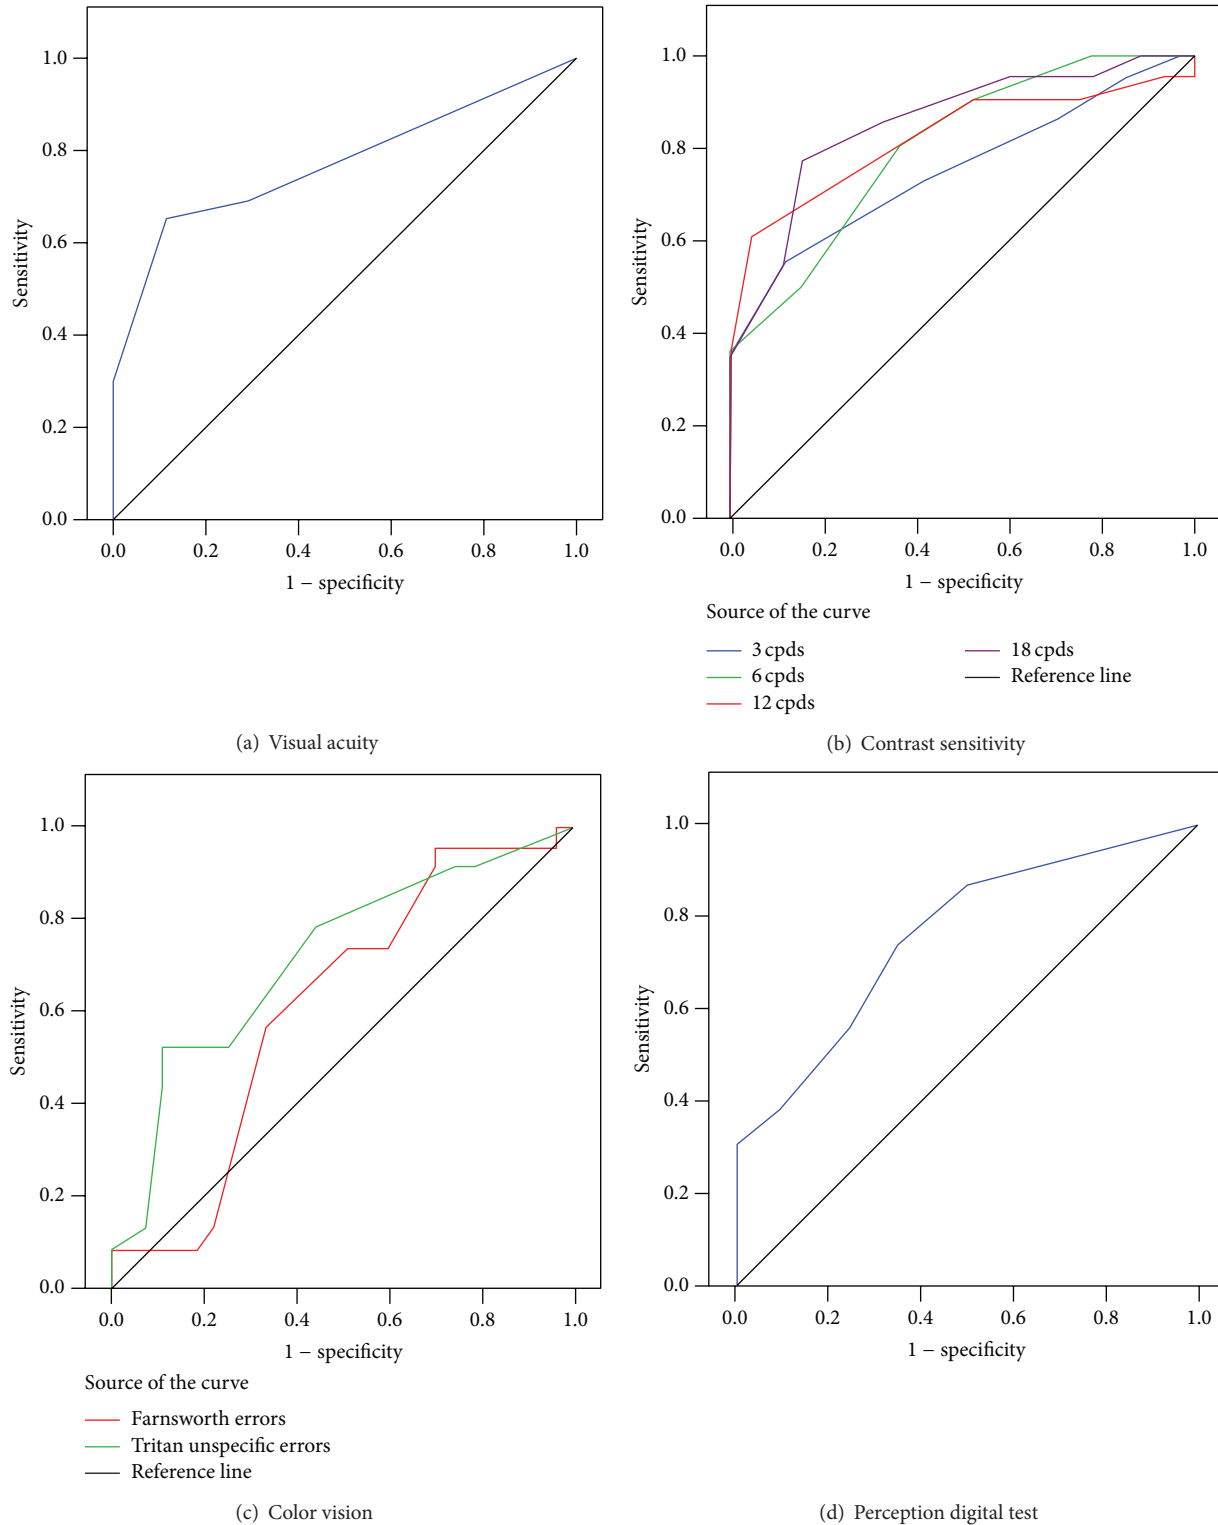 1.0
0.8
0.6
0.4
0.2
0.0
Sensitivity
0.0 0.2 0.4 0.6 0.8 1.0
1 − specificity
(a) Visual acuity
1.0
0.8
0.6
0.4
0.2
0.0
Sensitivity
0.0 0.2 0.4 0.6 0.8 1.0
1 − specificity
Source of the curve
3 cpds
6 cpds
12 cpds
18 cpds
Reference line
(b) Contrast sensitivity
1.0
0.8
0.6
0.4
0.2
0.0
Sensitivity
0.0 0.2 0.4 0.6 0.8 1.0
1 − specificity
Source of the curve
Farnsworth errors
Tritan unspecific errors
Reference line
(c) Color vision
1.0
0.8
0.6
0.4
0.2
0.0
Sensitivity
0.0 0.2 0.4 0.6 0.8 1.0
1 − specificity
(d) Perception digital test